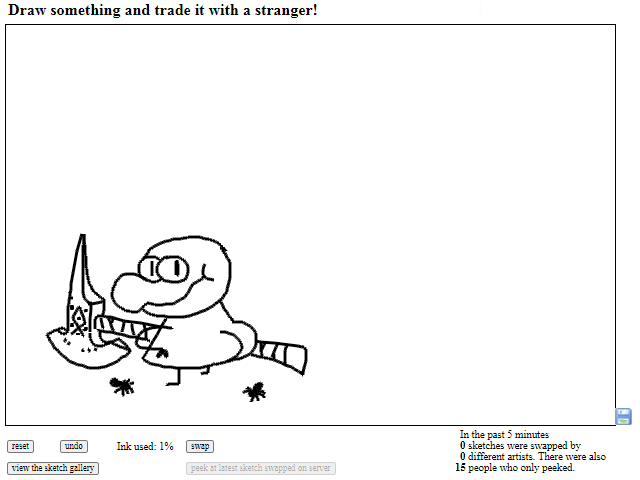 Draw something and trade it with a stranger!
reset
undo
Ink used: 1%
swap
view the sketch gallery
peek at latest sketch swapped on server
In the past 5 minutes
0 sketches were swapped by
0 different artists. There were also
15 people who only peeked.